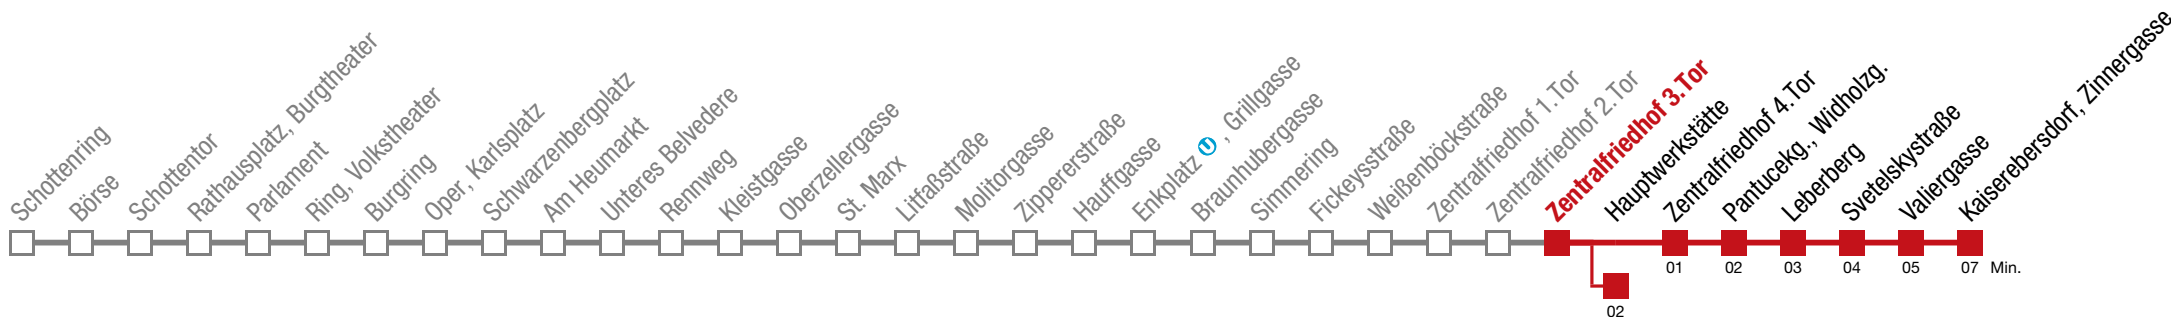 Schottenring
Börse
Schottentor
Rathausplatz, Burgtheater
Parlament
Ring, Volkstheater
Burgring
Oper, Karlsplatz
Schwarzenbergplatz
Am Heumarkt
Unteres Belvedere
Rennweg
Kleistgasse
Oberzellergasse
St. Marx
Litfaßstraße
Molitorgasse
Zippererstraße
Hauffgasse
Enkplatz U , Grillgasse
Braunhubergasse
Simmering
Fickeysstraße
Weißenböckstraße
Zentralfriedhof 1.Tor
Zentralfriedhof 2.Tor
Zentralfriedhof 3.Tor
Hauptwerkstätte
Zentralfriedhof 4.Tor
Pantucekg., Widholzg.
Leberberg
Svetelskystraße
Valiergasse
Kaiserebersdorf, Zinnergasse
01 02 03 04 05 07 Min.
02